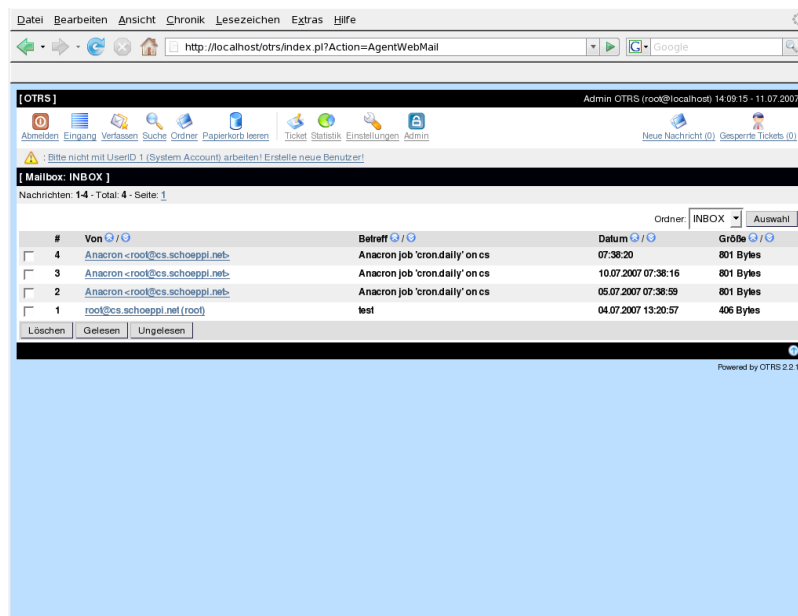 Datei Bearbeiten Ansicht Chronik Lesezeichen Extras Hilfe
http://localhost/otrs/index.pl?Action=AgentWebMail G Google
[ OTRS ] Admin OTRS (root@localhost) 14:09:15 - 11.07.2007
Abmelden Eingang Verfassen Suche Ordner Papierkorb leeren Ticket Statistik Einstellungen Admin Neue Nachricht (0) Gesperrte Tickets (0)
: Bitte nicht mit UserID 1 (System Account) arbeiten! Erstelle neue Benutzer!
[ Mailbox: INBOX ]
Nachrichten: 1-4 - Total: 4 - Seite: 1
Ordner: INBOX Auswahl
# Von / Betreff / Datum / Größe /
4 Anacron <root@cs.schoeppi.net> Anacron job 'cron.daily' on cs 07:38:20 801 Bytes
3 Anacron <root@cs.schoeppi.net> Anacron job 'cron.daily' on cs 10.07.2007 07:38:16 801 Bytes
2 Anacron <root@cs.schoeppi.net> Anacron job 'cron.daily' on cs 05.07.2007 07:38:59 801 Bytes
1 root@cs.schoeppi.net (root) test 04.07.2007 13:20:57 406 Bytes
Löschen Gelesen Ungelesen
Powered by OTRS 2.2.1